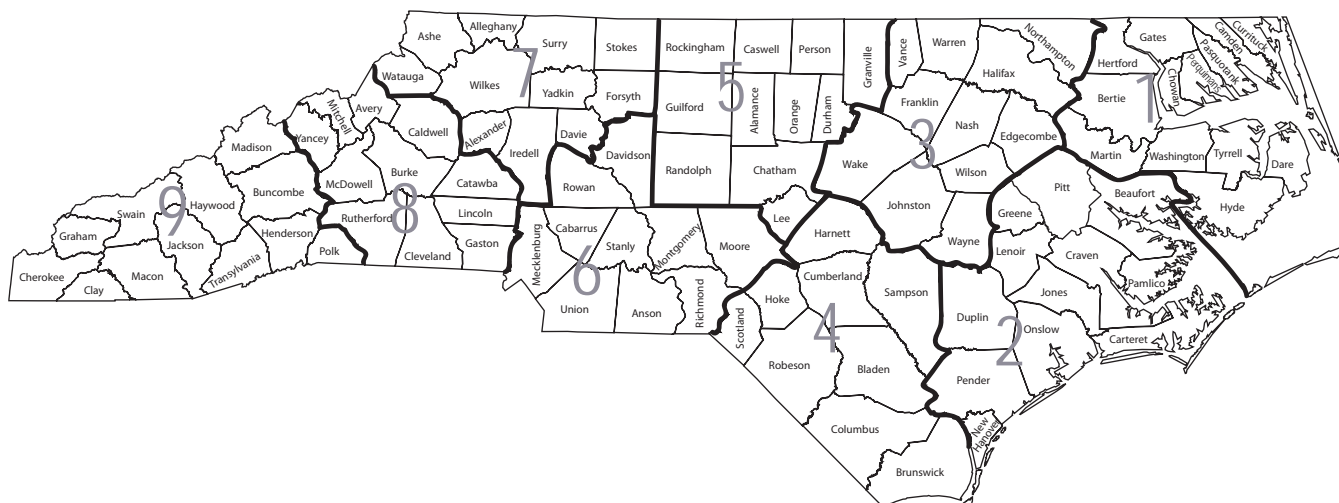 Alleghany
Ashe
Surry
Stokes
Rockingham
Caswell
Person
Granville
Vance
Warren
Northampton
Gates
Currituck
Camden
Pasquotank
Perquimans
Chowan
Hertford
Halifax
Watauga
Wilkes
7
Yadkin
Forsyth
Guilford
5
Alamance
Orange
Durham
Franklin
Bertie
1
Mitchell
Avery
Yancey
Caldwell
Alexander
Iredell
Davie
Davidson
Nash
Edgecombe
3
Madison
Burke
McDowell
Catawba
Rowan
Randolph
Chatham
Wake
Wilson
Martin
Washington
Tyrrell
Dare
Buncombe
Haywood
9
Swain
Rutherford
8
Lincoln
Lee
Johnston
Pitt
Beaufort
Hyde
Greene
Graham
Jackson
Henderson
Polk
Cleveland
Gaston
Mecklenburg
Cabarrus
Stanly
Montgomery
Moore
Harnett
Wayne
Lenoir
Craven
Cherokee
Macon
Clay
Transylvania
6
Union
Anson
Richmond
Scotland
Hoke
Cumberland
Sampson
Duplin
Jones
Pamlico
4
2
Onslow
Carteret
Robeson
Bladen
Pender
Columbus
New
Hanover
Brunswick